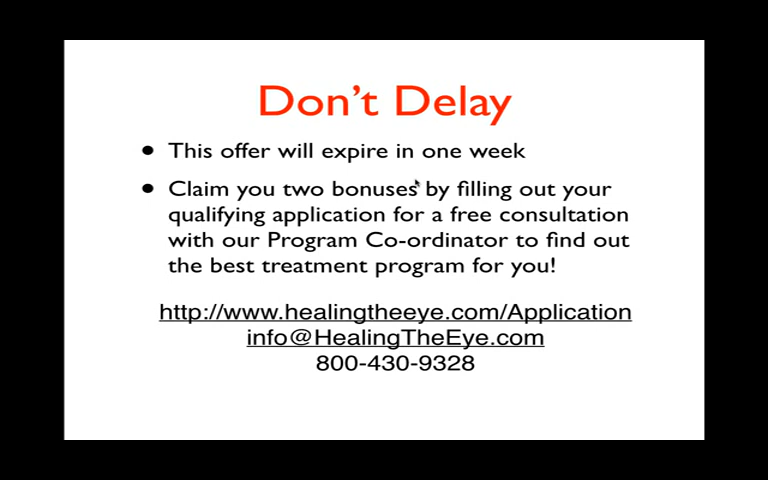 Don't Delay
• This offer will expire in one week
• Claim you two bonuses by filling out your
qualifying application for a free consultation
with our Program Co-ordinator to find out
the best treatment program for you!
http://www.healingtheeye.com/Application
info@HealingTheEye.com
800-430-9328